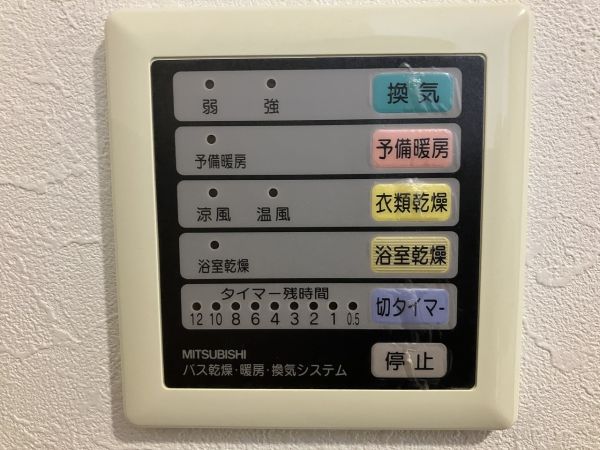 弱 強 換気
予備暖房 予備暖房
涼風 温風 衣類乾燥
浴室乾燥 浴室乾燥
タイマー残時間
12 10 8 6 4 3 2 1 0.5 切タイマー
MITSUBISHI
バス乾燥・暖房・換気システム
停止